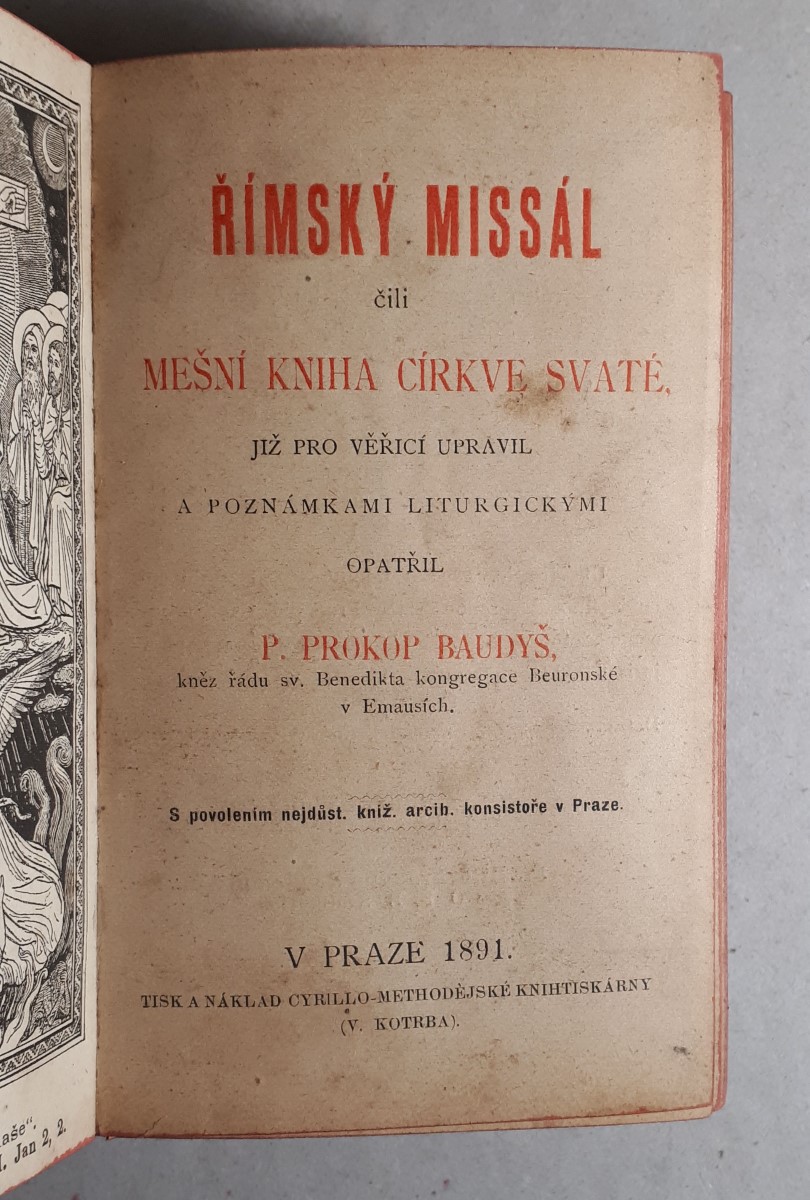 aše“.
I. Jan 2, 2.
ŘÍMSKÝ MISSÁL
čili
MEŠNÍ KNIHA CÍRKVE SVATÉ,
JIŽ PRO VĚŘICÍ UPRAVIL
A POZNÁMKAMI LITURGICKÝMI
OPATŘIL
P. PROKOP BAUDYŠ,
kněz řádu sv. Benedikta kongregace Beuronské
v Emausích.
S povolením nejdůst. kníž. arcib. konsistoře v Praze.
V PRAZE 1891.
TISK A NÁKLAD CYRILLO-METHODĚJSKÉ KNIHTISKÁRNY
(V. KOTRBA).